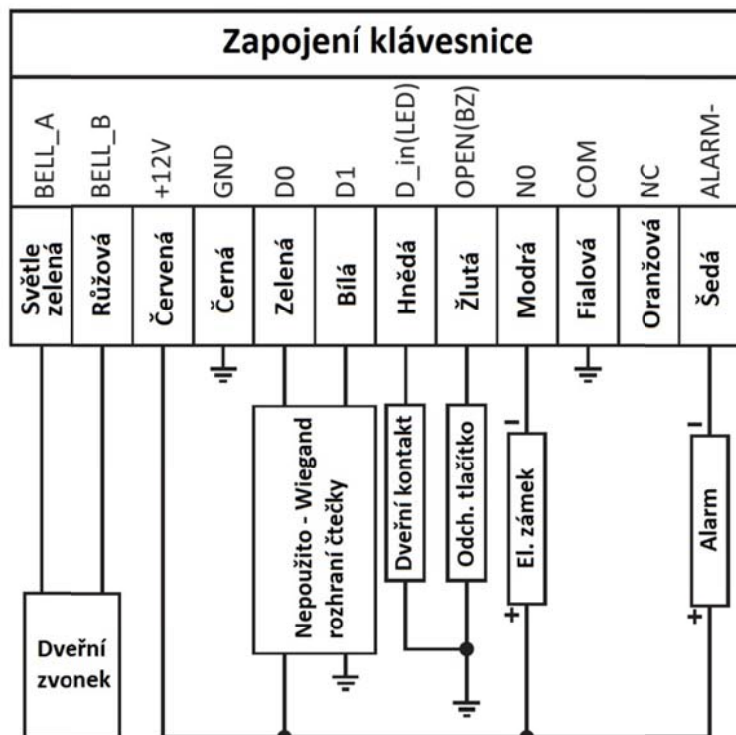 Zapojení klávesnice
BELL_A
BELL_B
+12V
GND
D0
D1
D_in(LED)
OPEN(BZ)
N0
COM
NC
ALARM-
Světle
zelená
Růžová
Červená
Černá
Zelená
Bílá
Hnědá
Žlutá
Modrá
Fialová
Oranžová
Šedá
Nepoužito - Wiegand
rozhraní čtečky
Dveřní kontakt
Odch. tlačítko
–
El. zámek
+
–
Alarm
+
Dveřní
zvonek